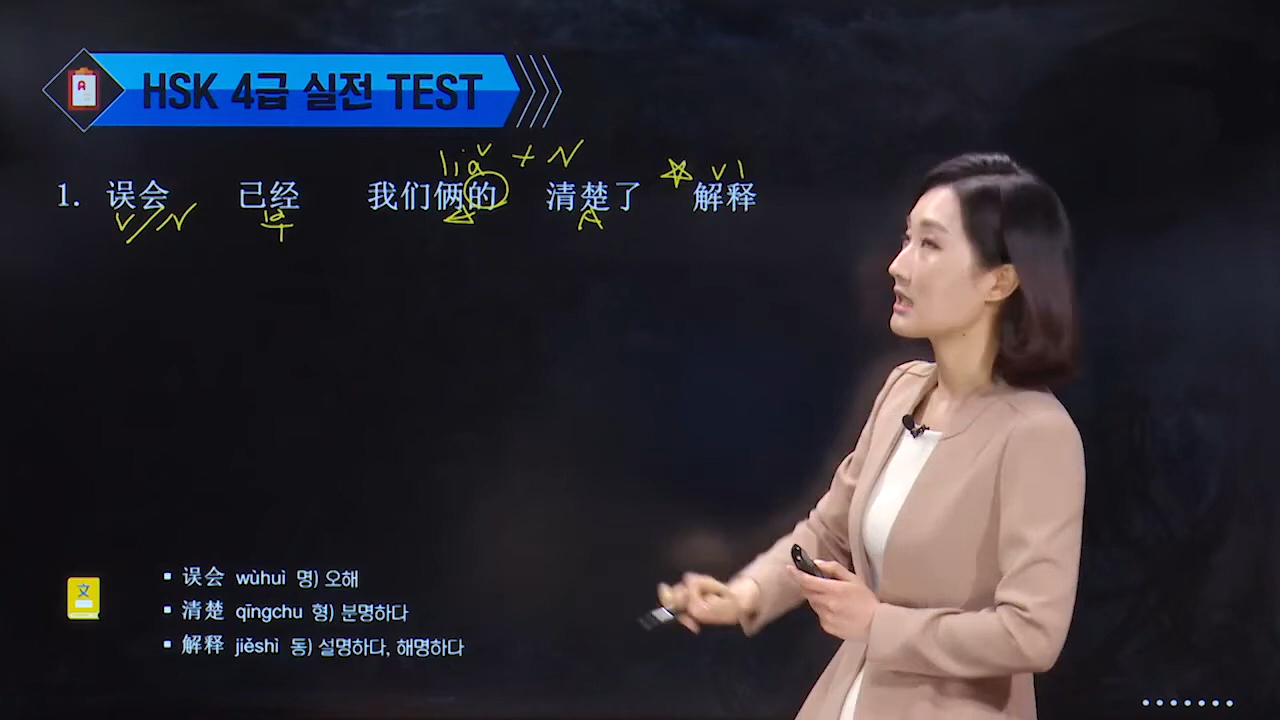 HSK 4급 실전 TEST
liǎ + N
V
1. 误会 已经 我们俩的 清楚了 解释
V/N
A
误会 wùhuì 명) 오해
清楚 qīngchu 형) 분명하다
解释 jiěshì 동) 설명하다, 해명하다